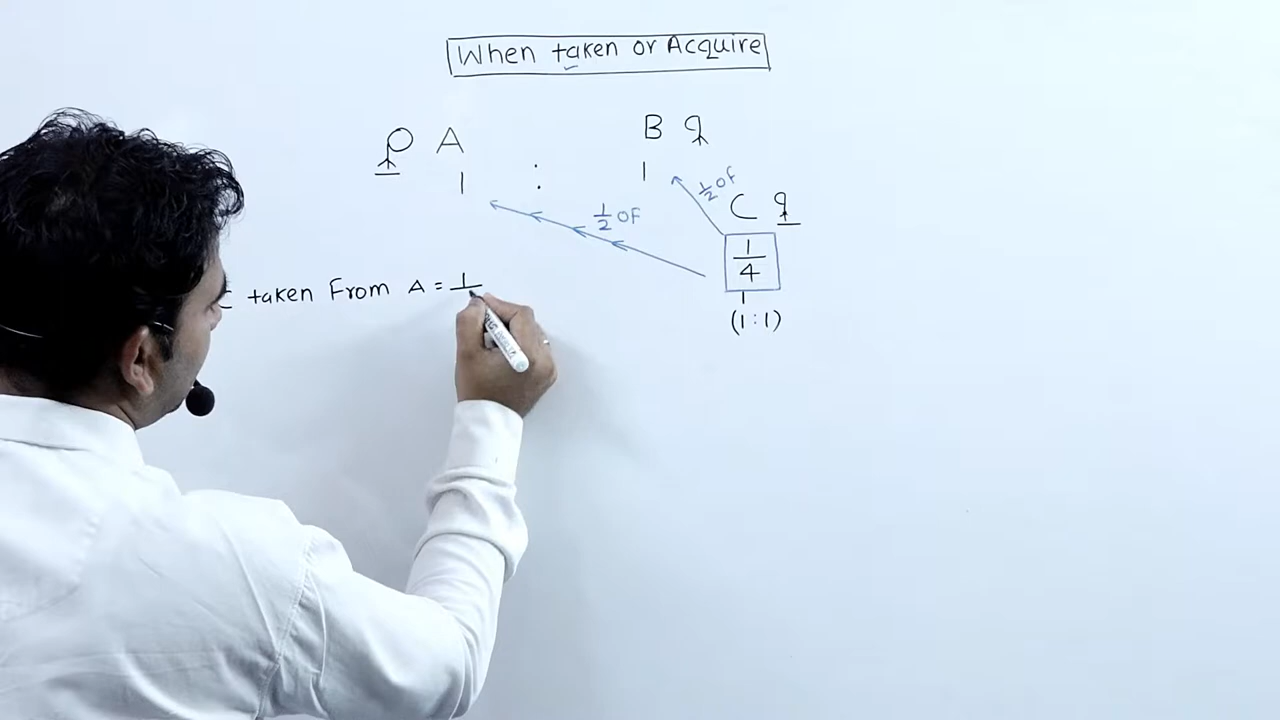 When taken or Acquire
A B
1 : 1
1/2 of
C
1/2 of
1/4
taken From A = 1
1
(1:1)